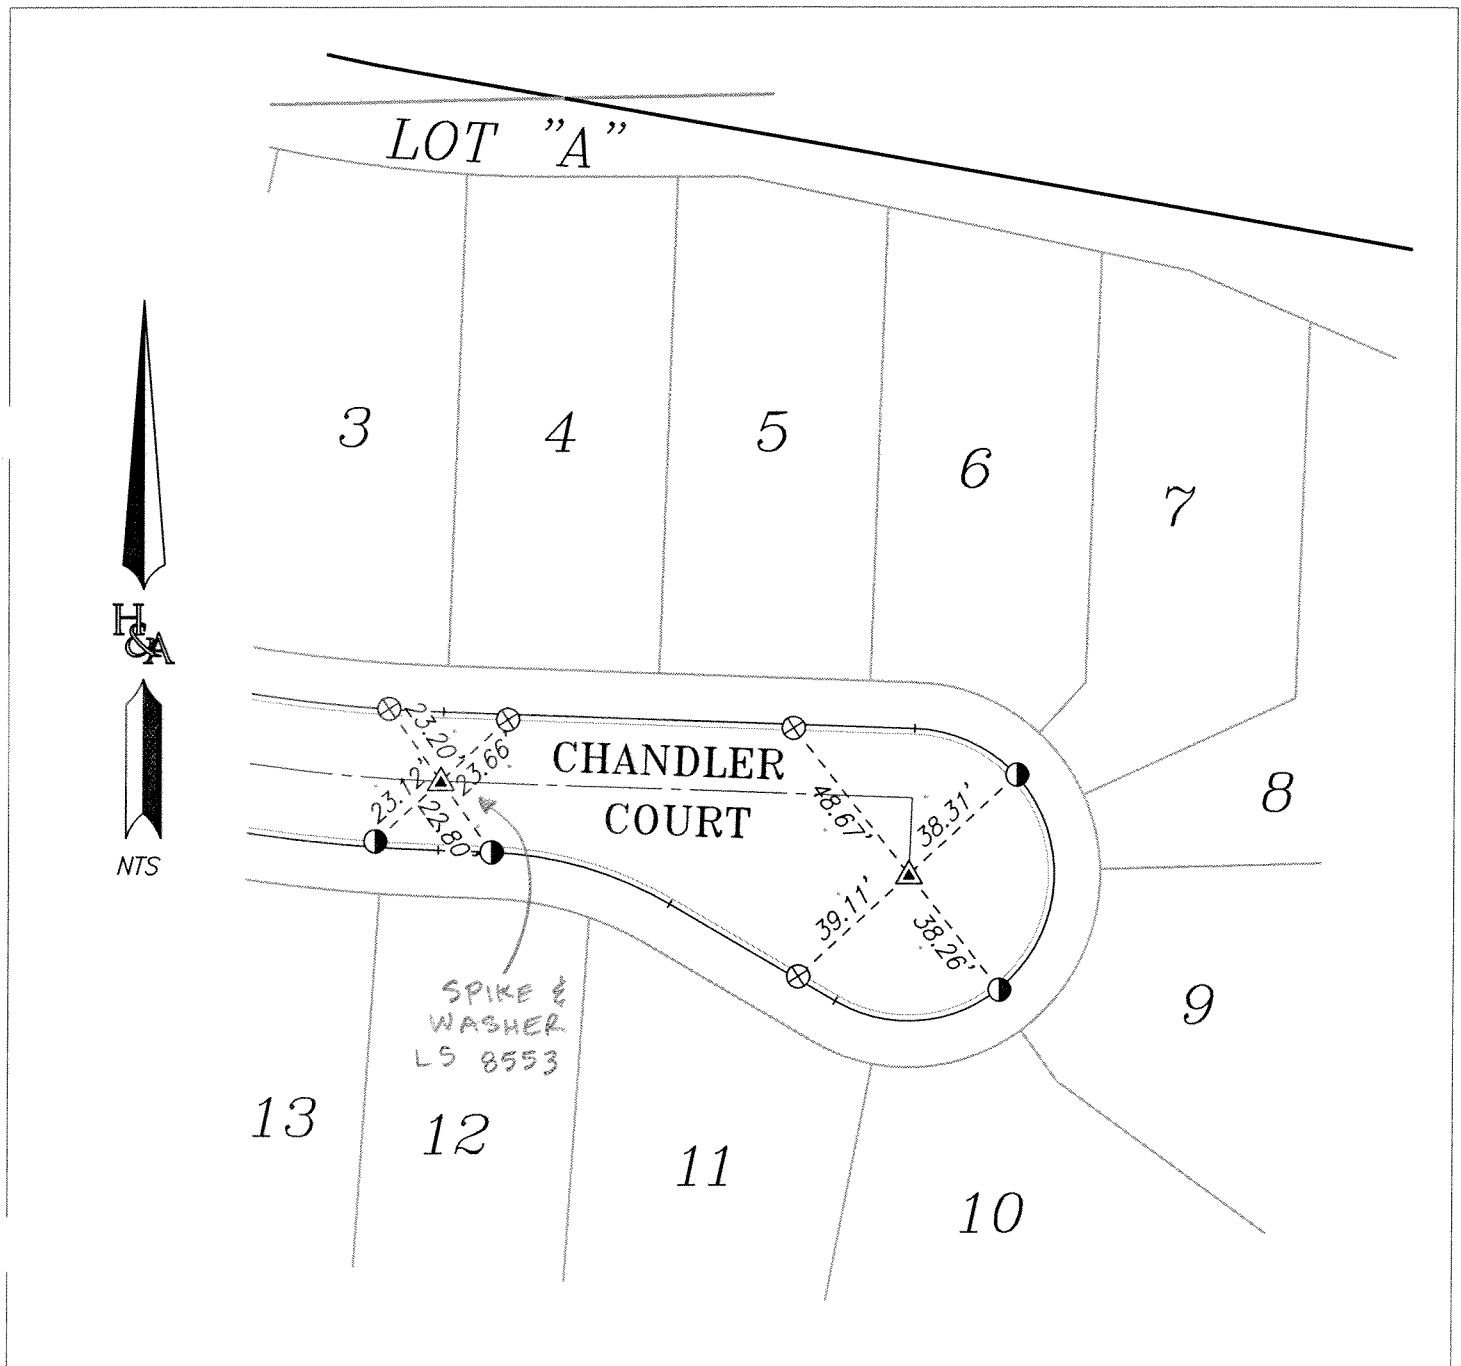 LOT "A"
3
4
5
6
7
H&A
NTS
23.20'
23.66'
23.12'
22.80'
CHANDLER
COURT
48.67'
38.31'
39.11'
38.26'
8
9
SPIKE &
WASHER
LS 8553
13
12
11
10